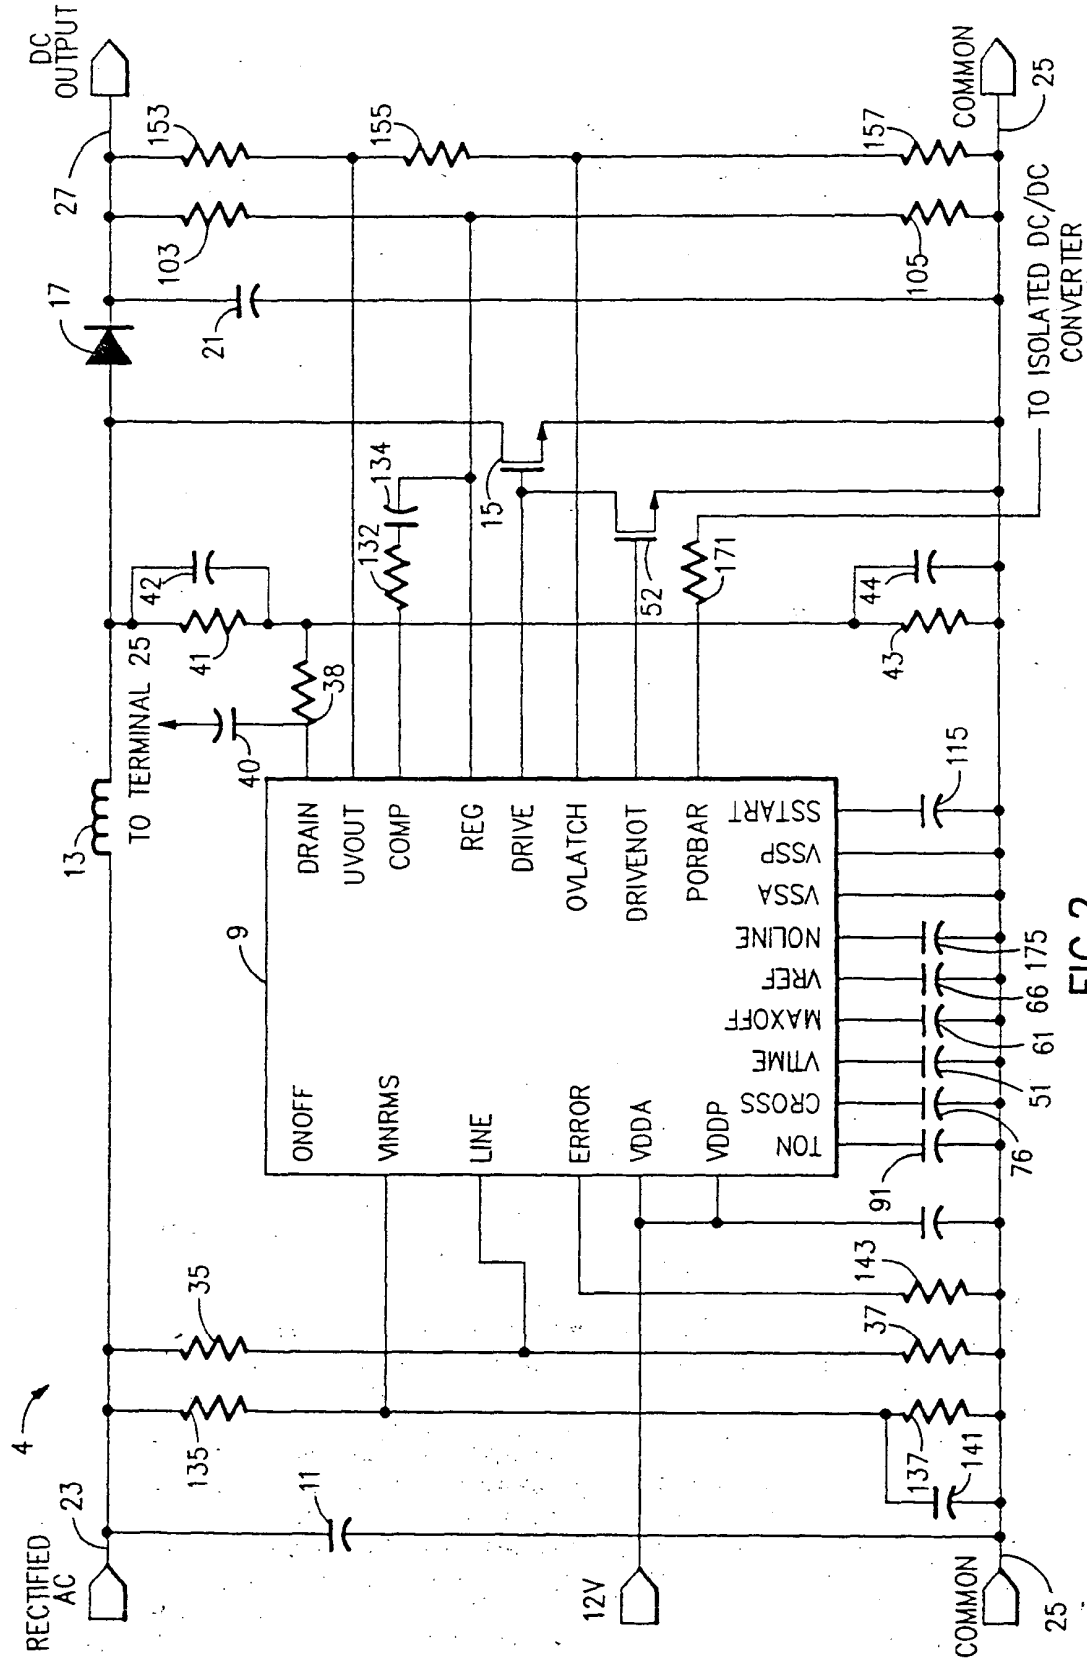 RECTIFIED
AC
23
4
135
35
13
TO TERMINAL 25
41
42
17
27
DC
OUTPUT
103
153
21
155
11
9
40
38
132
134
15
ONOFF
VINRMS
LINE
ERROR
VDDA
VDDP
DRAIN
UVOUT
COMP
REG
DRIVE
OVLATCH
DRIVENOT
PORBAR
52
171
12V
TON
CROSS
VTIME
MAXOFF
VREF
NOLINE
VSSA
VSSP
SSTART
137
141
37
143
91
76
51
61
66
175
115
43
44
105
157
COMMON
25
COMMON
25
TO ISOLATED DC/DC
CONVERTER